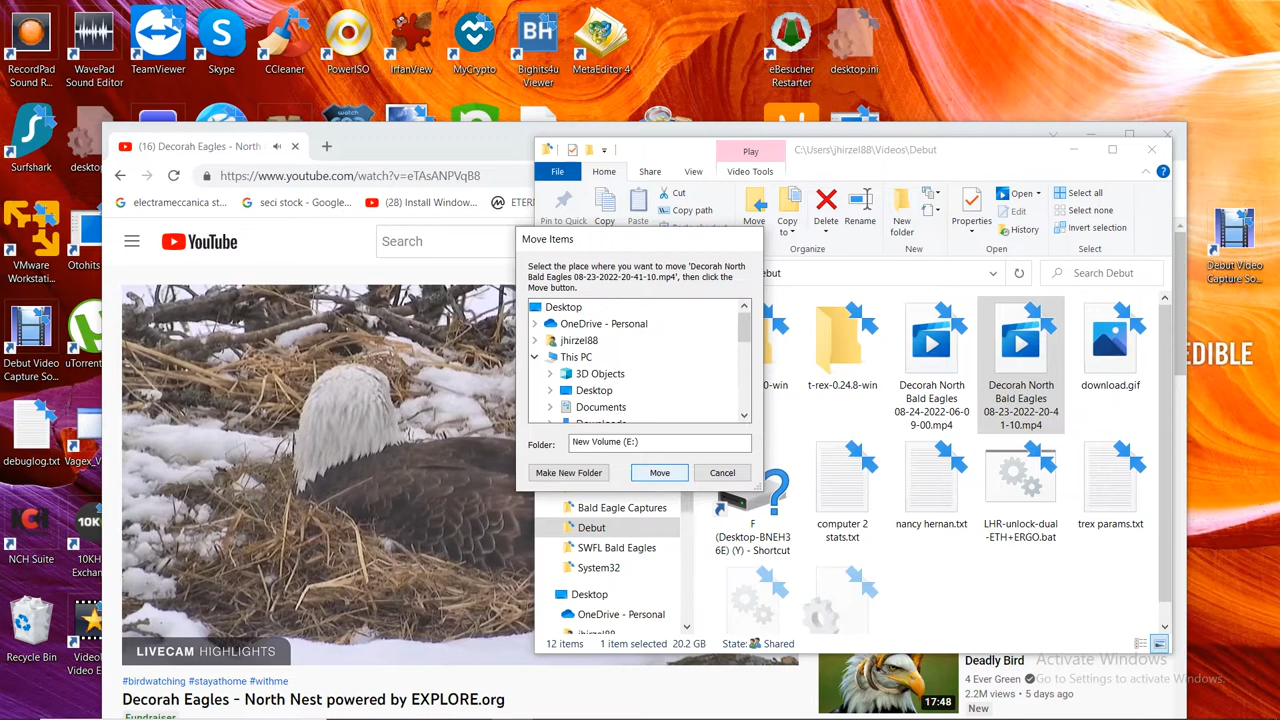 RecordPad
Sound R...
WavePad
Sound Editor
TeamViewer
Skype
CCleaner
PowerISO
IrfanView
MyCrypto
BH
Bighits4u
Viewer
MetaEditor 4
eBesucher
Restarter
desktop.ini
Surfshark
deskto
VMware
Workstati...
Otohits
Debut Video
Capture So...
uTorrent
debuglog.txt
Vagex_V
NCH
NCH Suite
10K
10KH
Exchan
Recycle Bin
Video
Video E
Debut Video
Capture So...
EDIBLE
(16) Decorah Eagles - North
https://www.youtube.com/watch?v=eTAsANPVQB8
electrameccanica st...
seci stock - Google...
(28) Install Window...
ETERN
YouTube
Search
LIVECAM HIGHLIGHTS
#birdwatching #stayathome #withme
Decorah Eagles - North Nest powered by EXPLORE.org
Fundraiser
Play
C:\Users\jhirzel88\Videos\Debut
File
Home
Share
View
Video Tools
Pin to Quick
Copy
Paste
Cut
Copy path
Move
to
Copy
to
Delete
Rename
Organize
New
folder
New
Properties
Open
Edit
History
Open
Select all
Select none
Invert selection
Select
Search Debut
Move Items
Select the place where you want to move 'Decorah North
Bald Eagles 08-23-2022-20-41-10.mp4', then click the
Move button.
Desktop
OneDrive - Personal
jhirzel88
This PC
3D Objects
Desktop
Documents
Folder:
New Volume (E:)
Make New Folder
Move
Cancel
Bald Eagle Captures
Debut
SWFL Bald Eagles
System32
Desktop
OneDrive - Personal
jhirzel88
ebut
0-win
t-rex-0.24.8-win
Decorah North
Bald Eagles
08-24-2022-06-0
9-00.mp4
Decorah North
Bald Eagles
08-23-2022-20-4
1-10.mp4
download.gif
F
(Desktop-BNEH3
6E) (Y) - Shortcut
computer 2
stats.txt
nancy hernan.txt
LHR-unlock-dual
-ETH+ERGO.bat
trex params.txt
12 items
1 item selected
20.2 GB
State:
Shared
17:48
Deadly Bird
4 Ever Green
2.2M views • 5 days ago
New
Activate Windows
Go to Settings to activate Windows.